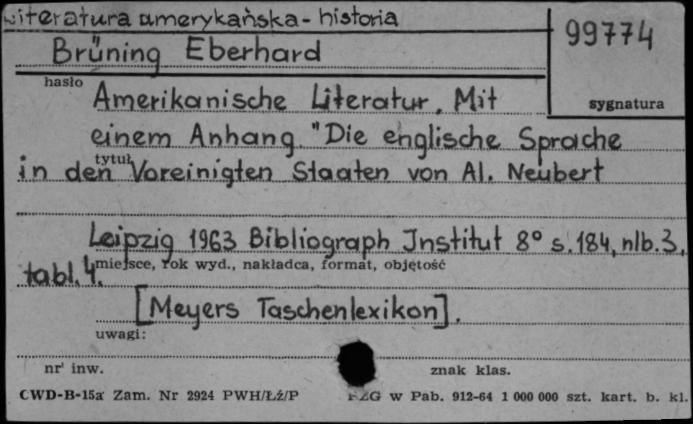 Literatura amerykańska - historia
99774
Brüning Eberhard
hasło
sygnatura
Amerikanische Literatur. Mit
einem Anhang. "Die englische Sprache
tytuł
in den Vereinigten Staaten von Al. Neubert
Leipzig 1963 Bibliograph Institut 8° s. 184, nlb. 3,
miejsce, rok wyd., nakładca, format, objętość
tabl. 4.
[Meyers Taschenlexikon].
uwagi:
nr inw.
znak klas.
CWD-B-15a Zam. Nr 2924 PWH/Łź/P PZG w Pab. 912-64 1 000 000 szt. kart. b. kl.